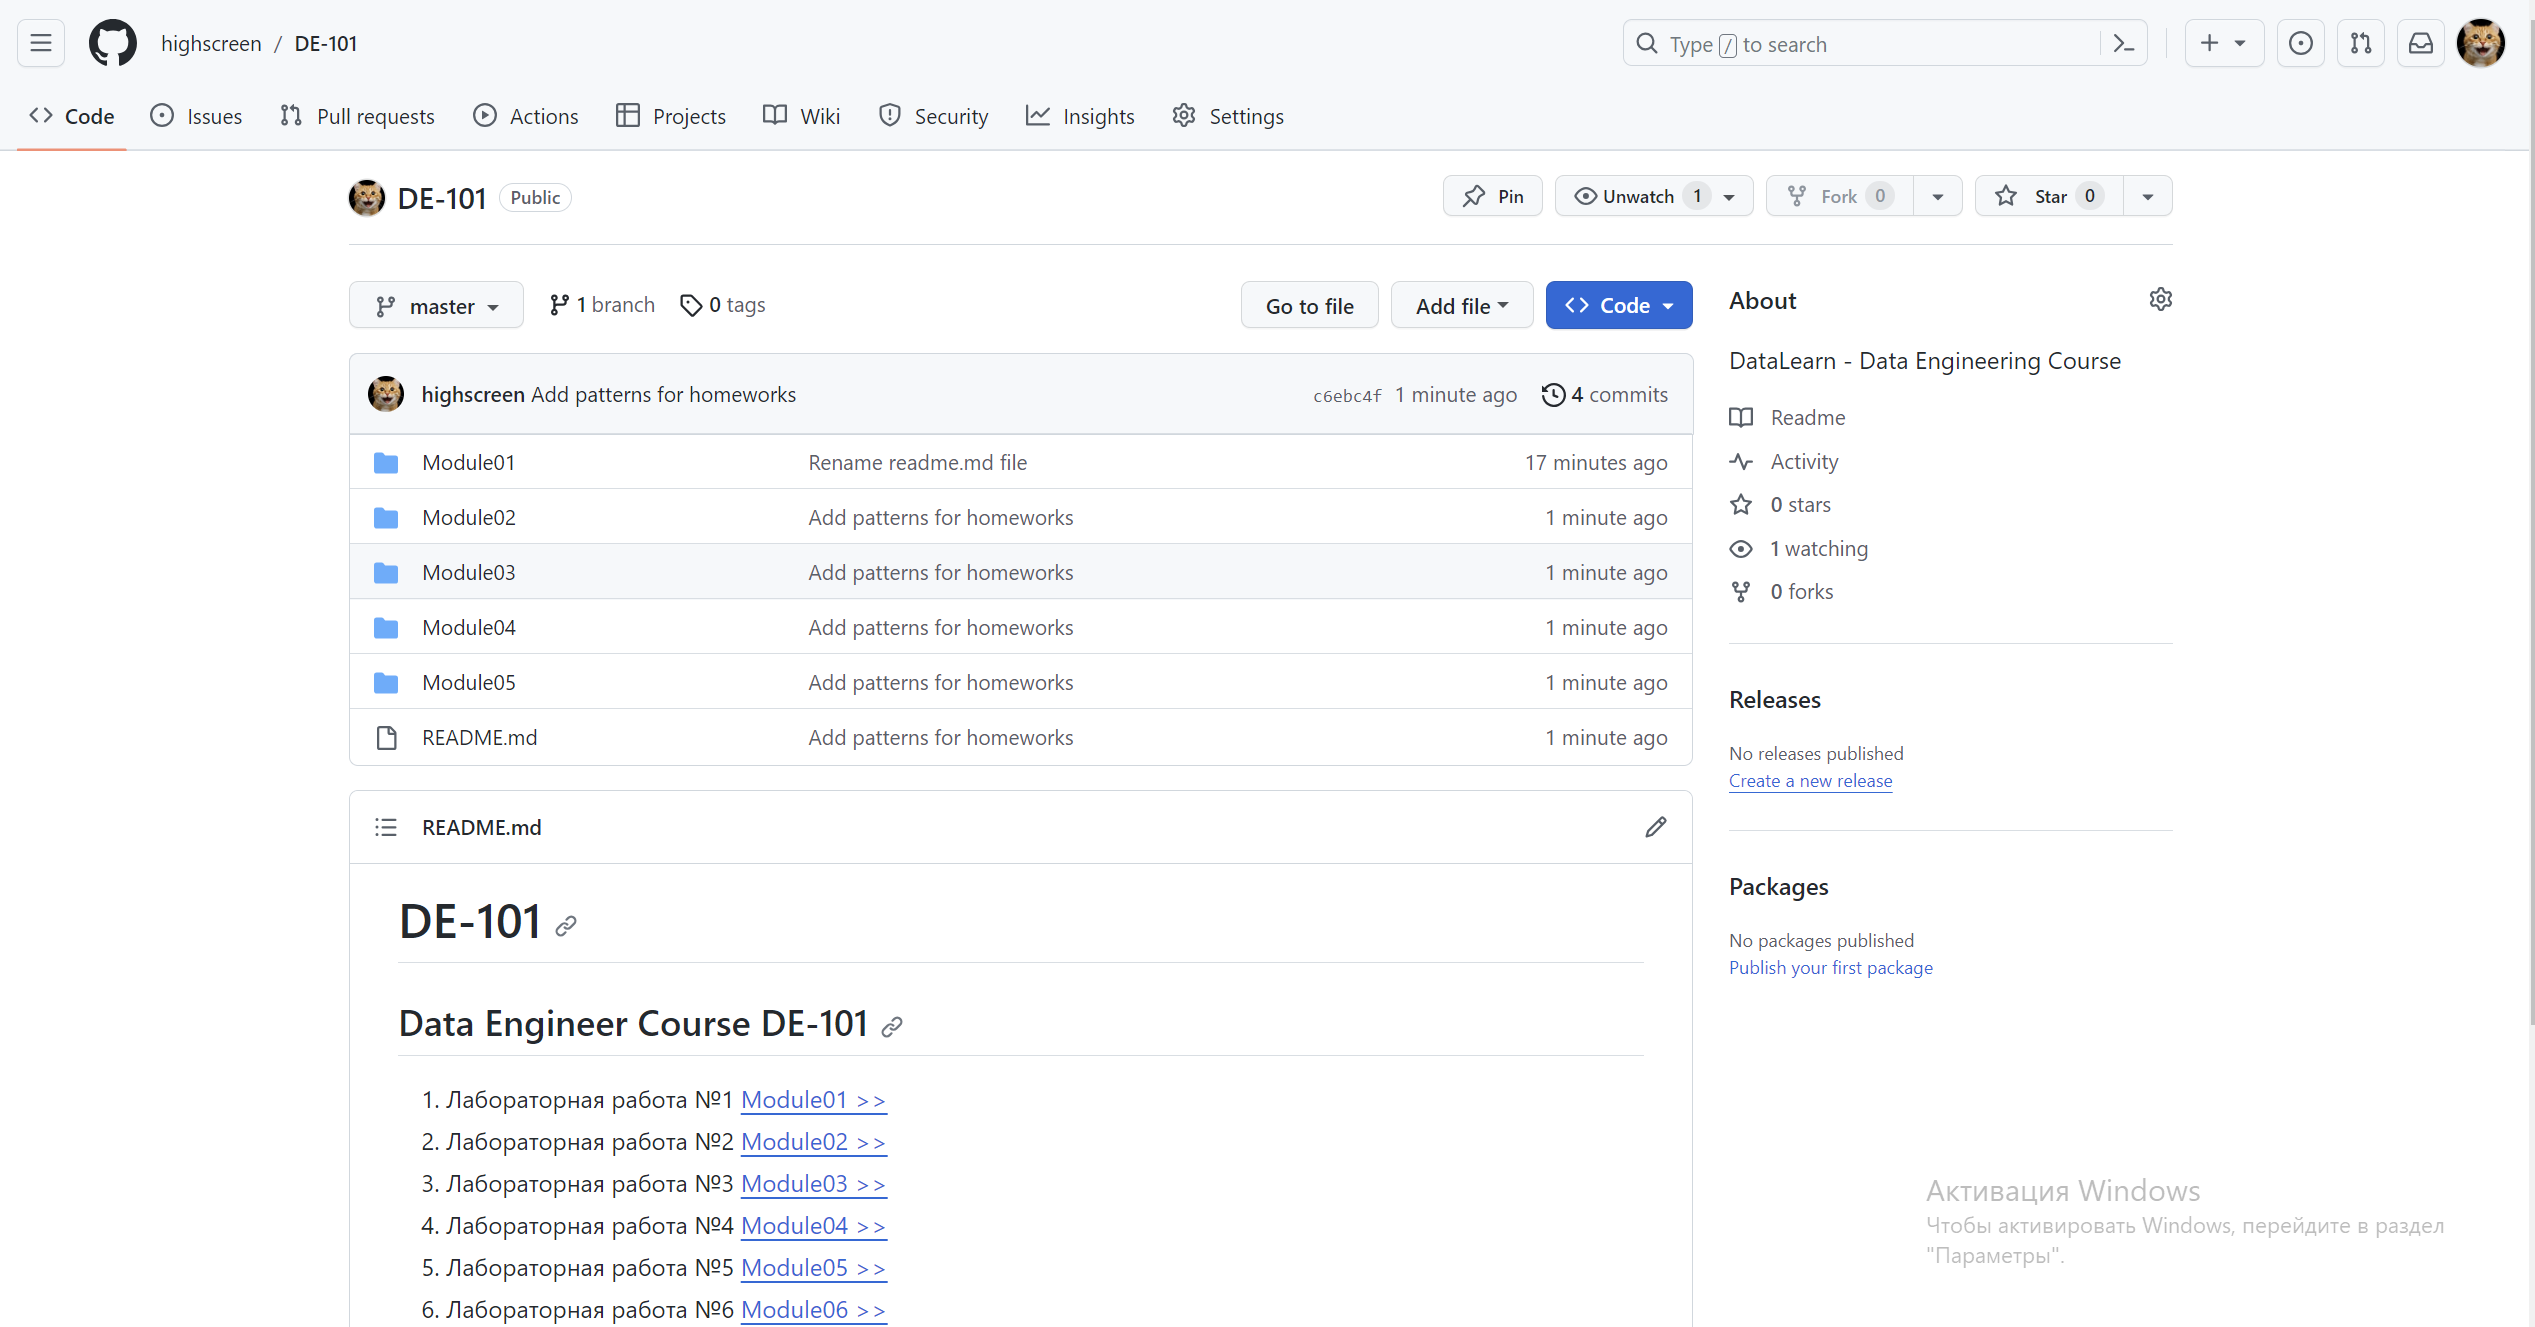 highscreen / DE-101
Type / to search
Code Issues Pull requests Actions Projects Wiki Security Insights Settings
DE-101 Public
Pin Unwatch 1 Fork 0 Star 0
master 1 branch 0 tags Go to file Add file Code
highscreen Add patterns for homeworks c6ebc4f 1 minute ago 4 commits
Module01 Rename readme.md file 17 minutes ago
Module02 Add patterns for homeworks 1 minute ago
Module03 Add patterns for homeworks 1 minute ago
Module04 Add patterns for homeworks 1 minute ago
Module05 Add patterns for homeworks 1 minute ago
README.md Add patterns for homeworks 1 minute ago
README.md
DE-101
Data Engineer Course DE-101
1. Лабораторная работа №1 Module01 >>
2. Лабораторная работа №2 Module02 >>
3. Лабораторная работа №3 Module03 >>
4. Лабораторная работа №4 Module04 >>
5. Лабораторная работа №5 Module05 >>
6. Лабораторная работа №6 Module06 >>
About
DataLearn - Data Engineering Course
Readme
Activity
0 stars
1 watching
0 forks
Releases
No releases published
Create a new release
Packages
No packages published
Publish your first package
Активация Windows
Чтобы активировать Windows, перейдите в раздел
"Параметры".